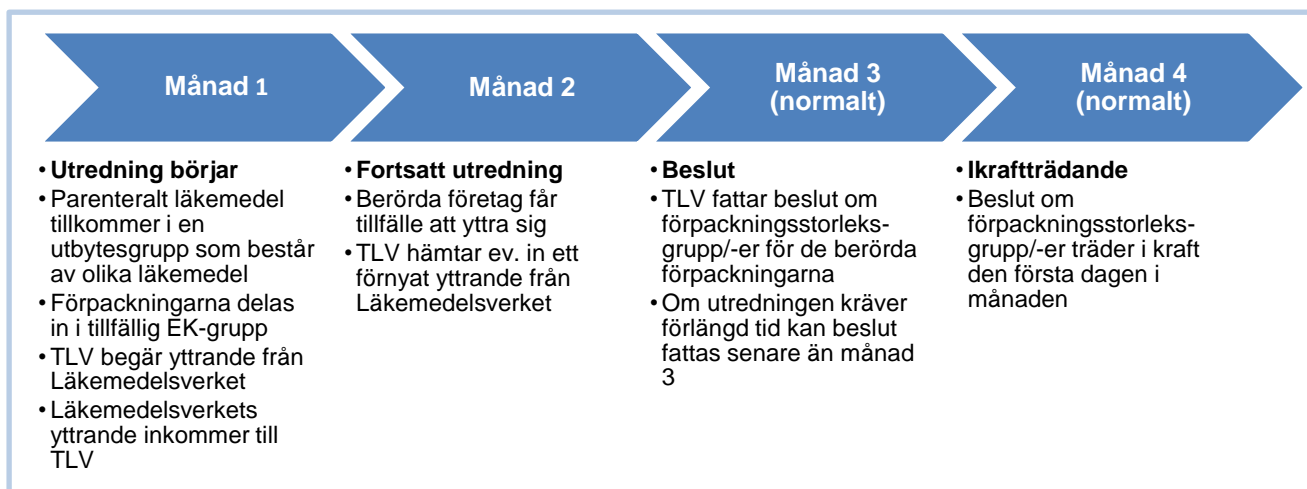 Månad 1
Månad 2
Månad 3
(normalt)
Månad 4
(normalt)
• Utredning börjar
• Parenteralt läkemedel
tillkommer i en
utbytesgrupp som består
av olika läkemedel
• Förpackningarna delas
in i tillfällig EK-grupp
• TLV begär yttrande från
Läkemedelsverket
• Läkemedelsverkets
yttrande inkommer till
TLV
• Fortsatt utredning
• Berörda företag får
tillfälle att yttra sig
• TLV hämtar ev. in ett
förnyat yttrande från
Läkemedelsverket
• Beslut
• TLV fattar beslut om
förpackningsstorleks-
grupp/-er för de berörda
förpackningarna
• Om utredningen kräver
förlängd tid kan beslut
fattas senare än månad
3
• Ikraftträdande
• Beslut om
förpackningsstorleks-
grupp/-er träder i kraft
den första dagen i
månaden